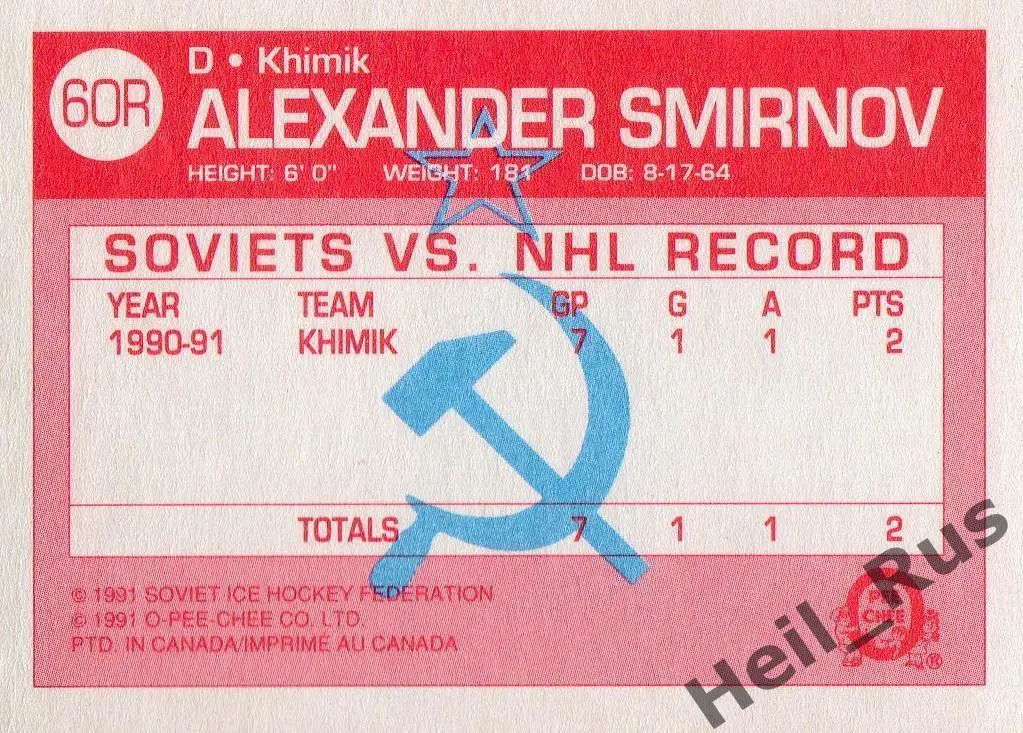 60R
D • Khimik
ALEXANDER SMIRNOV
HEIGHT: 6' 0" WEIGHT: 181 DOB: 8-17-64
SOVIETS VS. NHL RECORD
YEAR TEAM GP G A PTS
1990-91 KHIMIK 7 1 1 2
TOTALS 7 1 1 2
© 1991 SOVIET ICE HOCKEY FEDERATION
© 1991 O-PEE-CHEE CO. LTD.
PTD. IN CANADA/IMPRIMÉ AU CANADA
O
PEE
CHEE
®
Heil_Rus